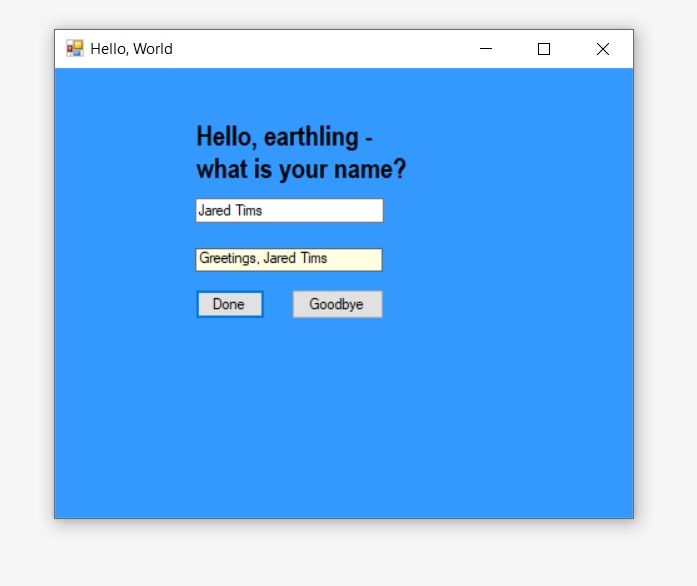 Hello, World
Hello, earthling -
what is your name?
Jared Tims
Greetings, Jared Tims
Done Goodbye